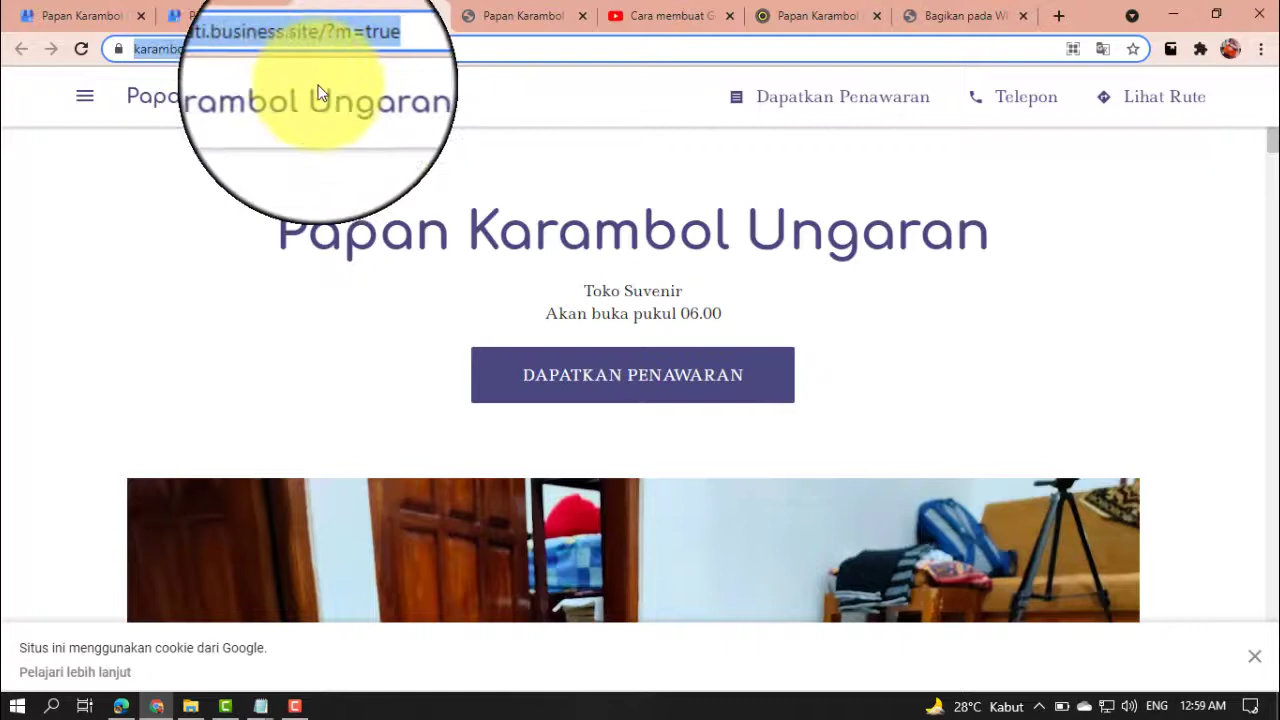 Papan Karambol
Papan Karambol
Cara membuat G
Papan Karambol
Bagikan pada W
ti.business.site/?m=true
karambo
Papa
rambol Ungaran
Dapatkan Penawaran
Telepon
Lihat Rute
Papan Karambol Ungaran
Toko Suvenir
Akan buka pukul 06.00
DAPATKAN PENAWARAN
Situs ini menggunakan cookie dari Google.
Pelajari lebih lanjut
28°C Kabut
ENG
12:59 AM